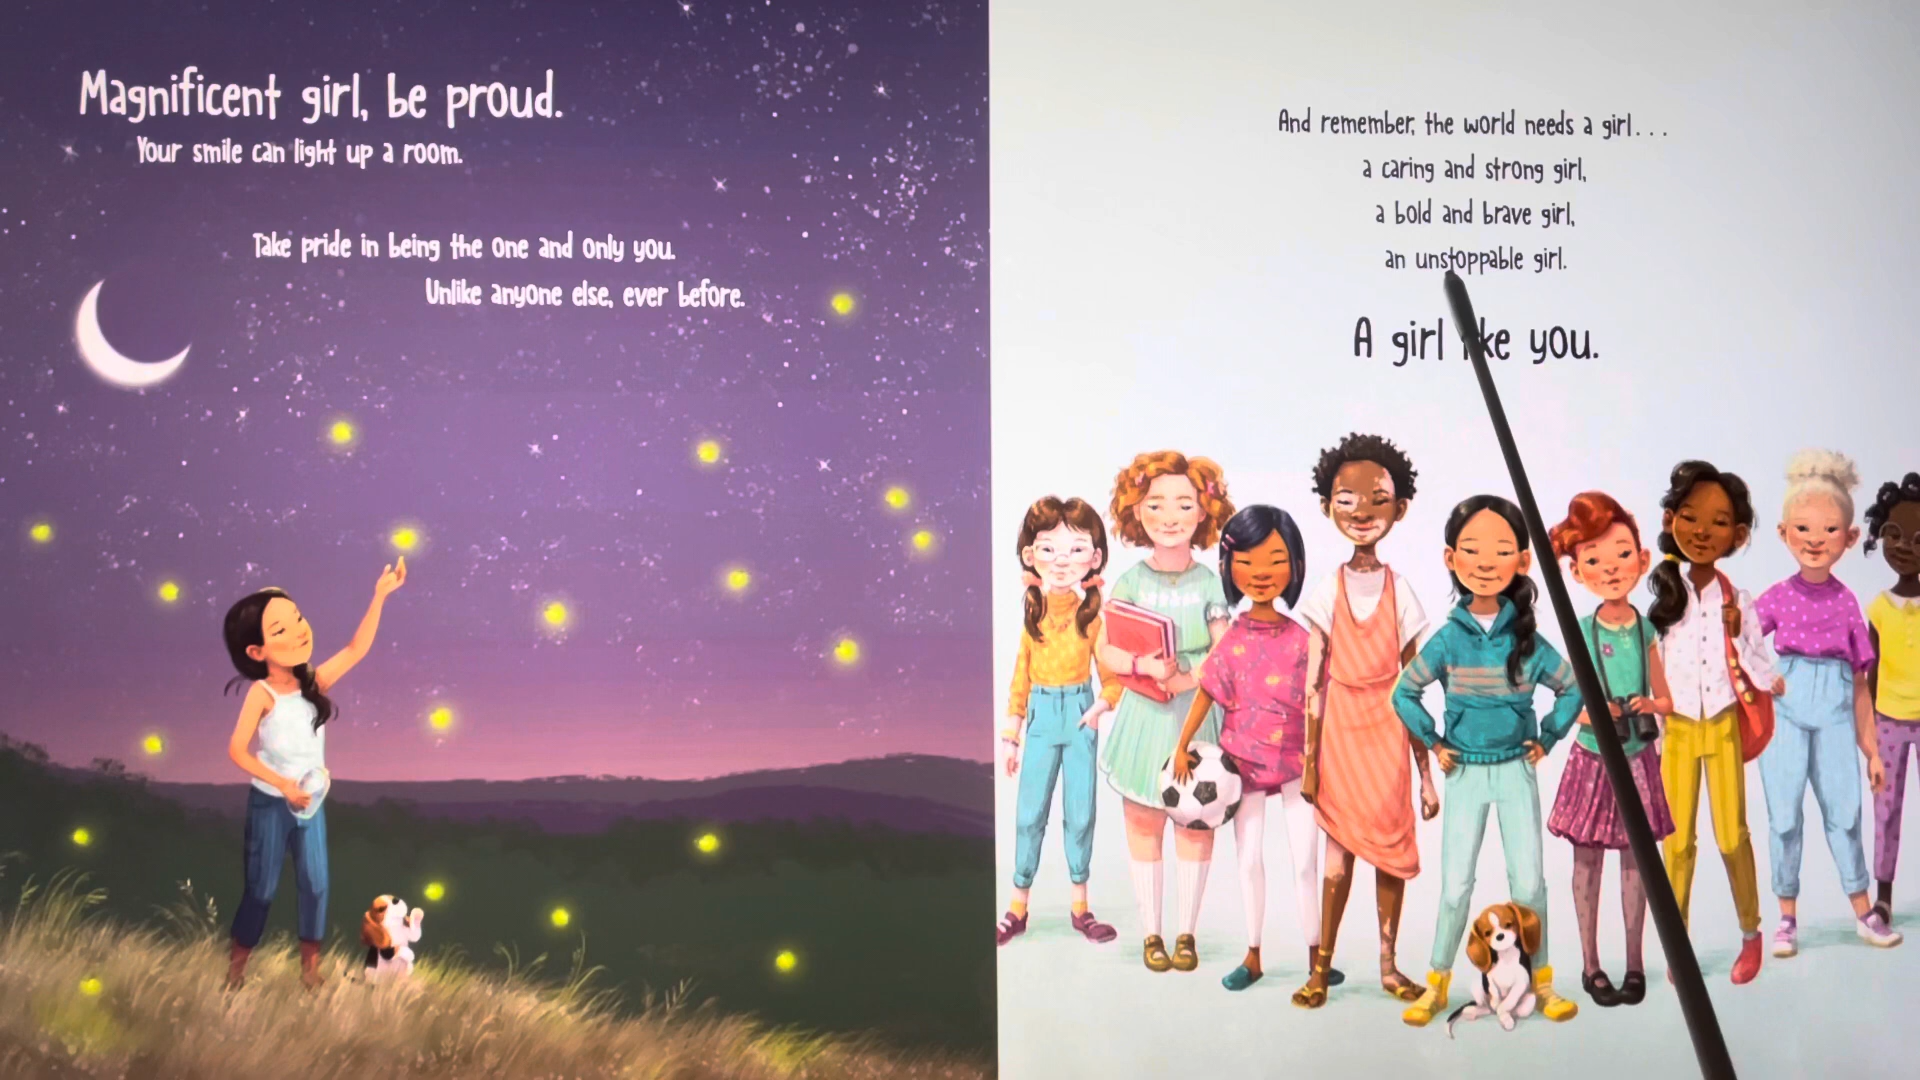 Magnificent girl, be proud.
Your smile can light up a room.
Take pride in being the one and only you.
Unlike anyone else, ever before.
And remember, the world needs a girl...
a caring and strong girl,
a bold and brave girl,
an unstoppable girl.
A girl like you.